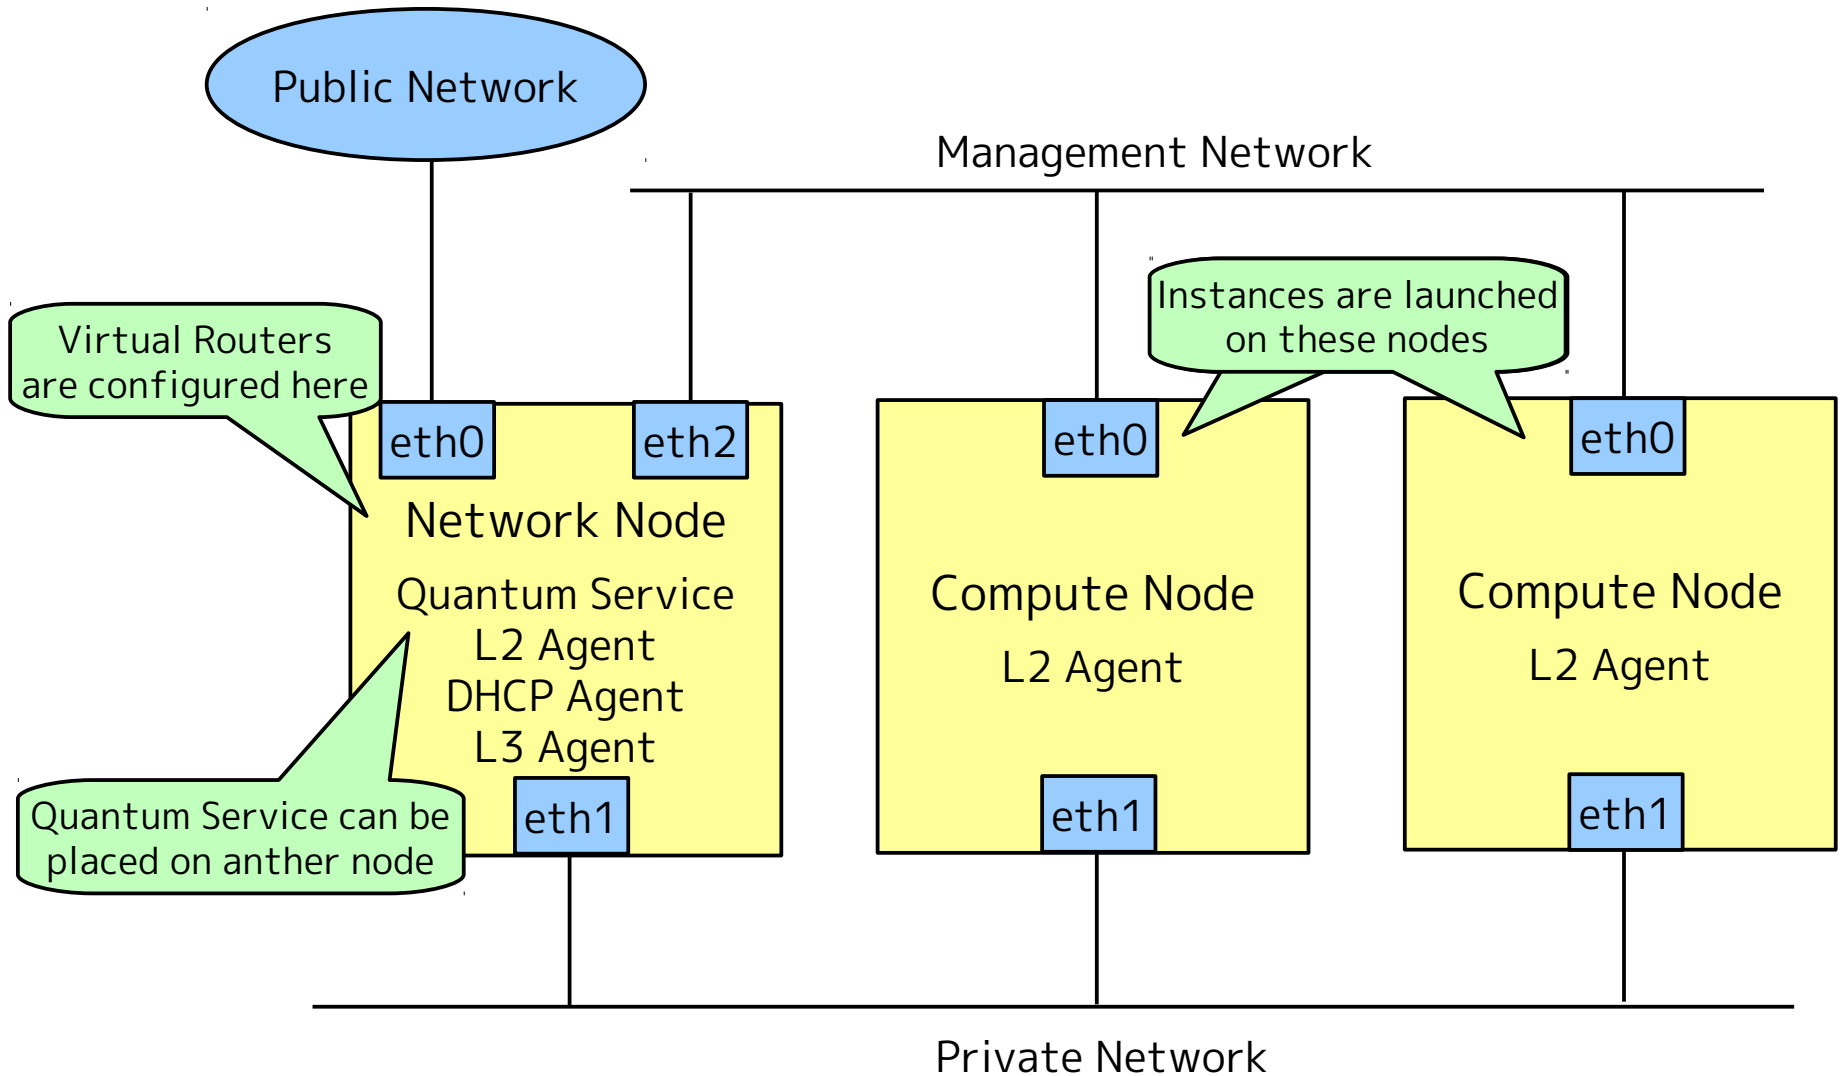 Public Network
Management Network
Virtual Routers
are configured here
Instances are launched
on these nodes
eth0
eth2
Network Node
Quantum Service
L2 Agent
DHCP Agent
L3 Agent
eth1
Quantum Service can be
placed on anther node
eth0
Compute Node
L2 Agent
eth1
eth0
Compute Node
L2 Agent
eth1
Private Network